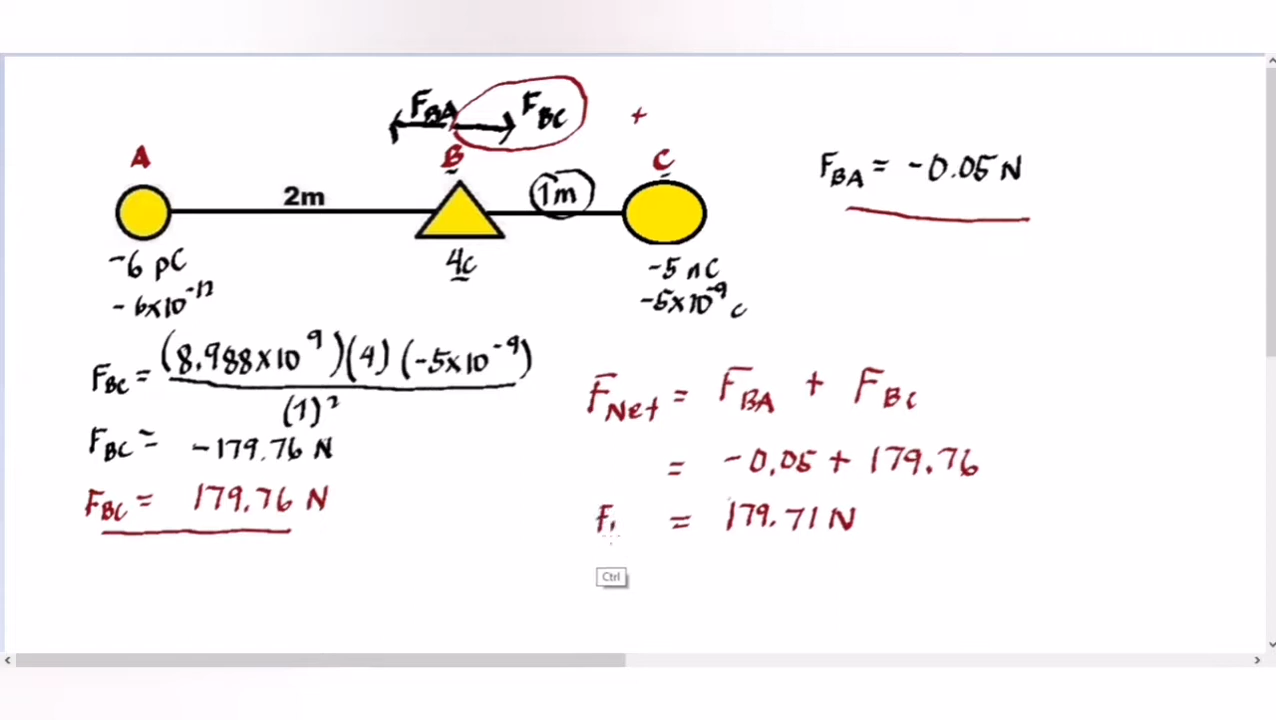 F_BA F_BC +
A B C
2m 1m
F_BA = -0.05 N
-6 pC 4c -5 nC
-6x10^-12 -5x10^-9 c
F_BC = (8.988x10^9)(4)(-5x10^-9)
(1)^2
F_BC = -179.76 N
F_BC = 179.76 N
F_Net = F_BA + F_BC
= -0.05 + 179.76
F = 179.71 N
Ctrl